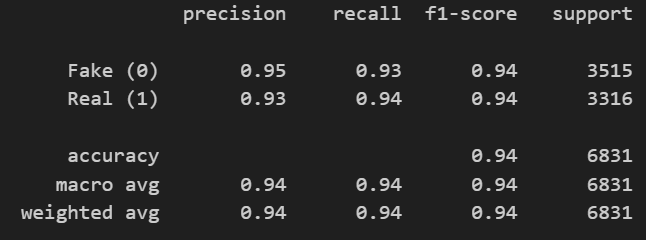 precision recall f1-score support
Fake (0) 0.95 0.93 0.94 3515
Real (1) 0.93 0.94 0.94 3316
accuracy 0.94 6831
macro avg 0.94 0.94 0.94 6831
weighted avg 0.94 0.94 0.94 6831